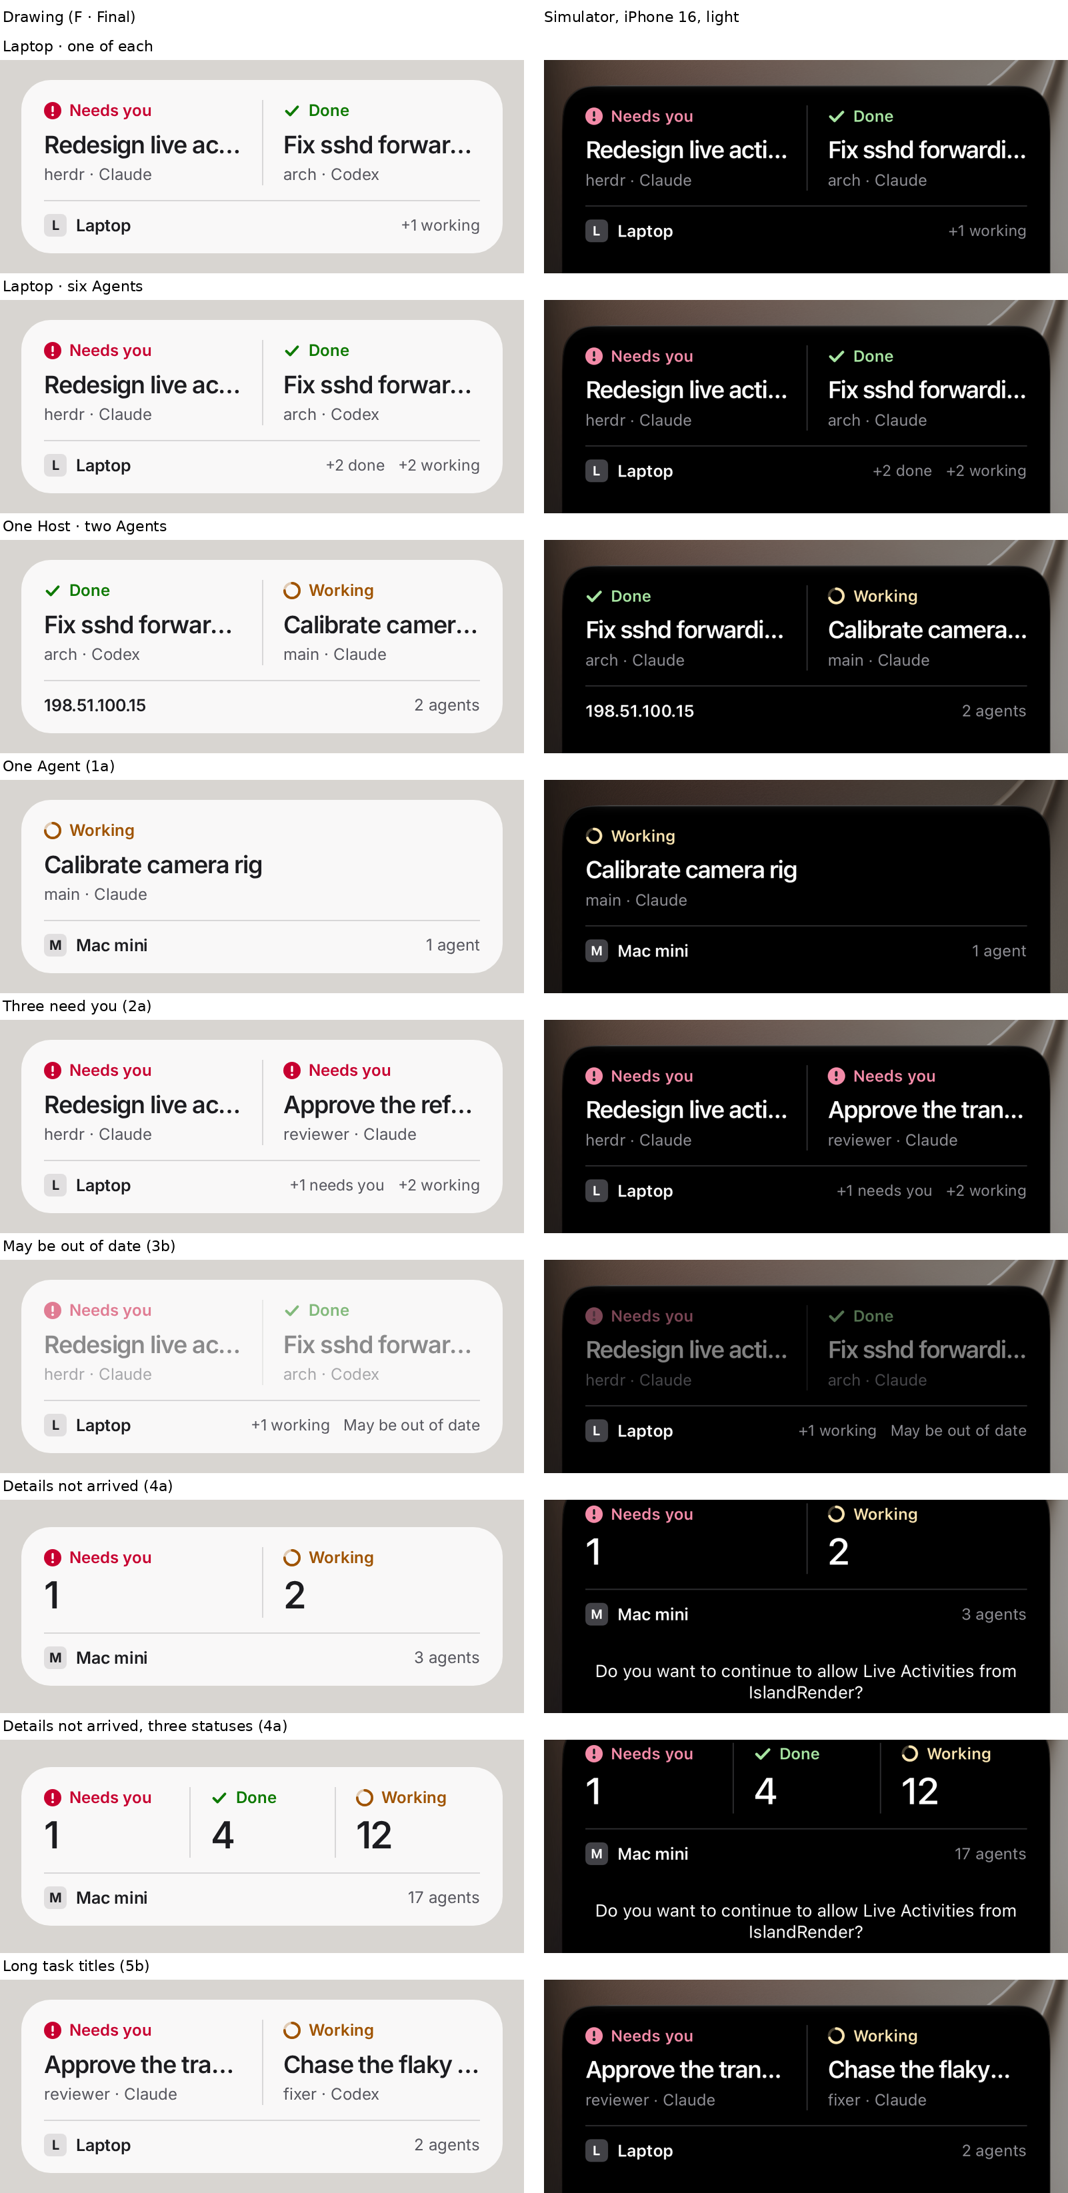 Drawing (F · Final)
Simulator, iPhone 16, light
Laptop · one of each
Needs you
Done
Redesign live ac...
Fix sshd forwar...
herdr · Claude
arch · Codex
L Laptop
+1 working
Needs you
Done
Redesign live acti...
Fix sshd forwardi...
herdr · Claude
arch · Claude
L Laptop
+1 working
Laptop · six Agents
Needs you
Done
Redesign live ac...
Fix sshd forwar...
herdr · Claude
arch · Codex
L Laptop
+2 done +2 working
Needs you
Done
Redesign live acti...
Fix sshd forwardi...
herdr · Claude
arch · Claude
L Laptop
+2 done +2 working
One Host · two Agents
Done
Working
Fix sshd forwar...
Calibrate camer...
arch · Codex
main · Claude
198.51.100.15
2 agents
Done
Working
Fix sshd forwardi...
Calibrate camera...
arch · Claude
main · Claude
198.51.100.15
2 agents
One Agent (1a)
Working
Calibrate camera rig
main · Claude
M Mac mini
1 agent
Working
Calibrate camera rig
main · Claude
M Mac mini
1 agent
Three need you (2a)
Needs you
Needs you
Redesign live ac...
Approve the ref...
herdr · Claude
reviewer · Claude
L Laptop
+1 needs you +2 working
Needs you
Needs you
Redesign live acti...
Approve the tran...
herdr · Claude
reviewer · Claude
L Laptop
+1 needs you +2 working
May be out of date (3b)
Needs you
Done
Redesign live ac...
Fix sshd forwar...
herdr · Claude
arch · Codex
L Laptop
+1 working May be out of date
Needs you
Done
Redesign live acti...
Fix sshd forwardi...
herdr · Claude
arch · Claude
L Laptop
+1 working May be out of date
Details not arrived (4a)
Needs you
Working
1
2
M Mac mini
3 agents
Needs you
Working
1
2
M Mac mini
3 agents
Do you want to continue to allow Live Activities from
IslandRender?
Details not arrived, three statuses (4a)
Needs you
Done
Working
1
4
12
M Mac mini
17 agents
Needs you
Done
Working
1
4
12
M Mac mini
17 agents
Do you want to continue to allow Live Activities from
IslandRender?
Long task titles (5b)
Needs you
Working
Approve the tra...
Chase the flaky ...
reviewer · Claude
fixer · Codex
L Laptop
2 agents
Needs you
Working
Approve the tran...
Chase the flaky...
reviewer · Claude
fixer · Claude
L Laptop
2 agents